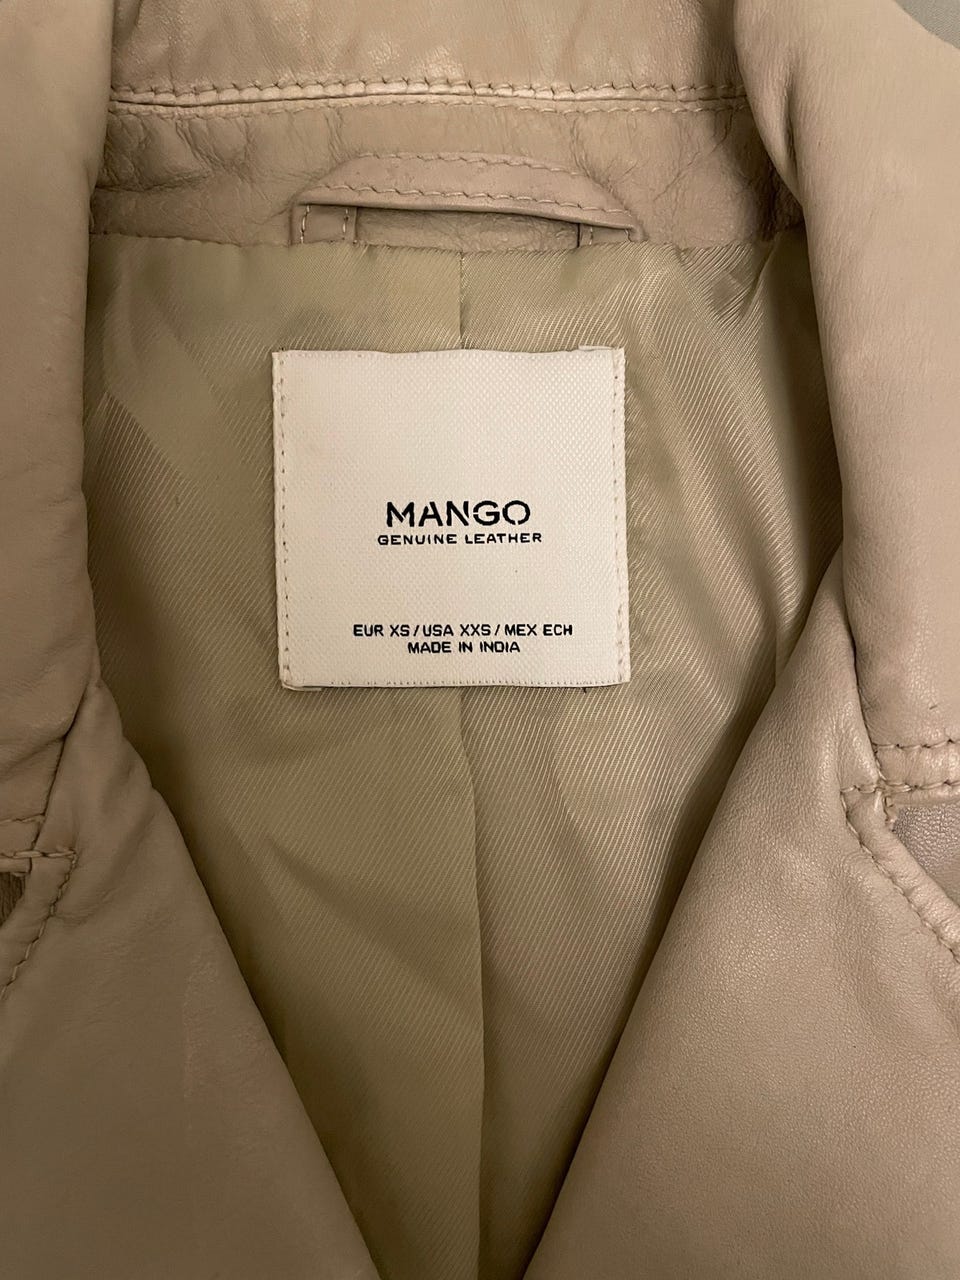 MANGO
GENUINE LEATHER
EUR XS / USA XXS / MEX ECH
MADE IN INDIA